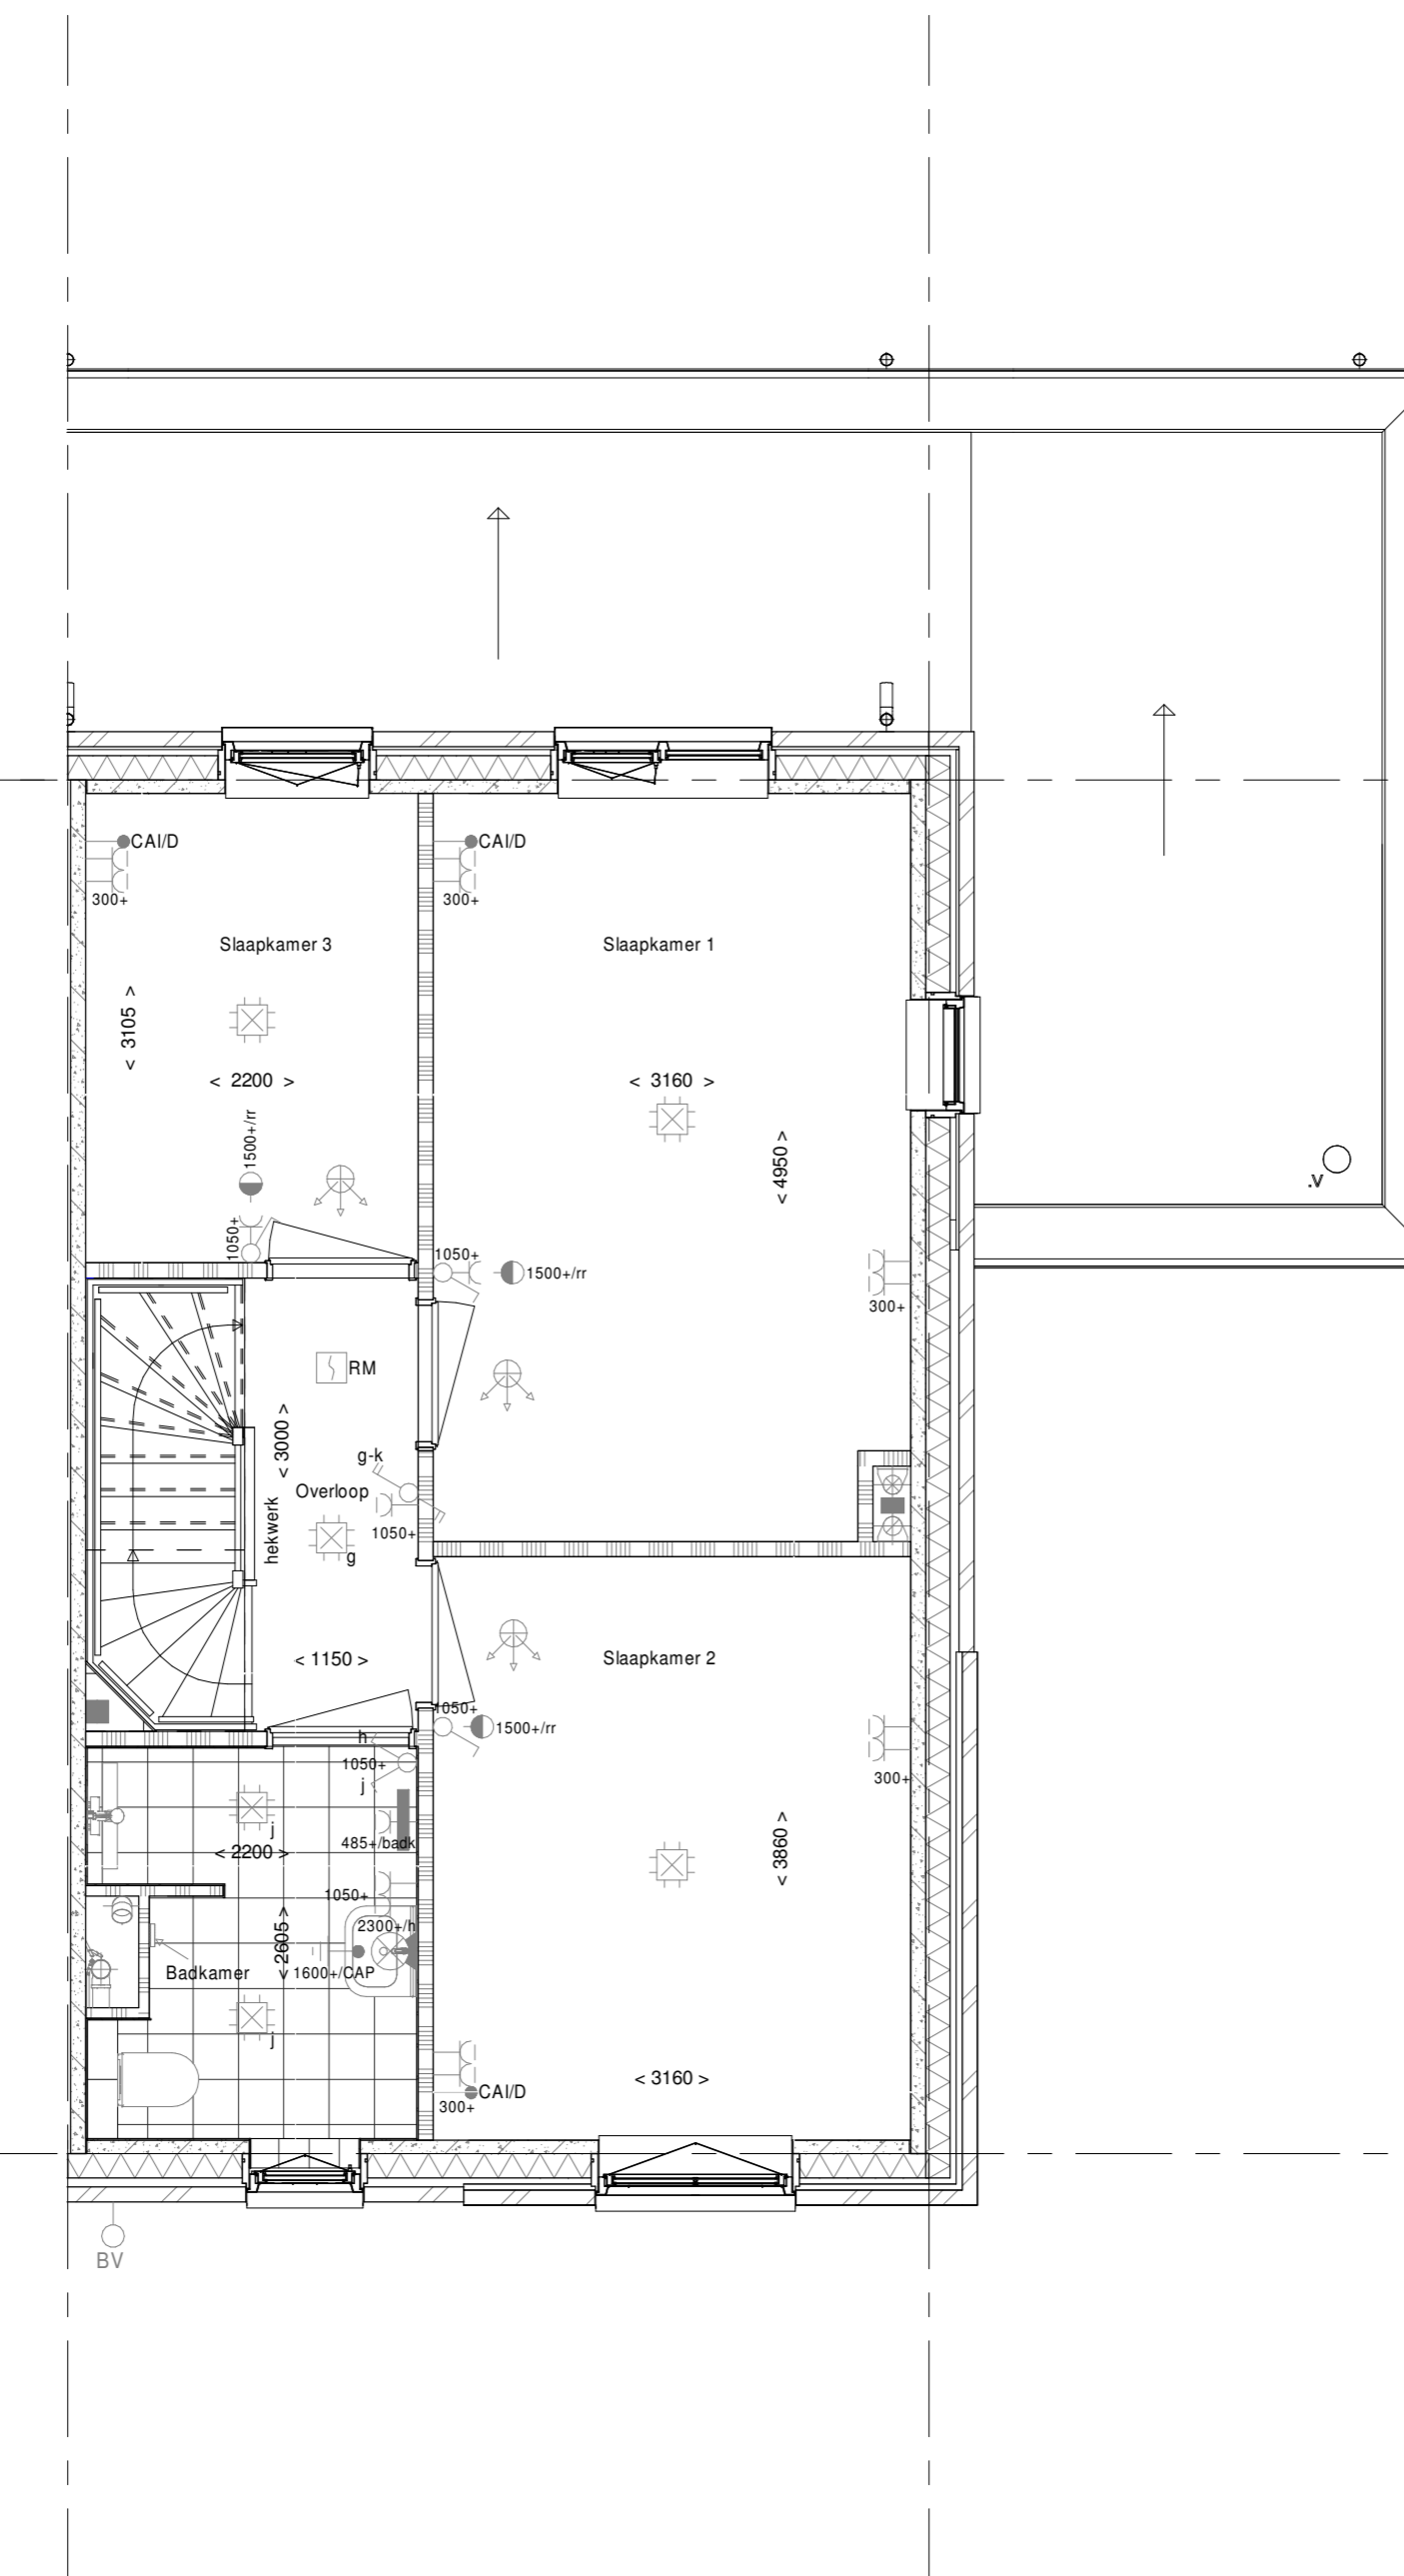 CAI/D
300+
CAI/D
300+
Slaapkamer 3
Slaapkamer 1
< 3105 >
< 2200 >
< 3160 >
1500+/rr
< 4950 >
.V
1050+
1050+
1500+/rr
300+
RM
< 3000 >
g-k
Overloop
hekwerk
1050+
g
< 1150 >
Slaapkamer 2
1050+
1500+/rr
h
1050+
j
300+
j
485+/badk
< 2200 >
< 3860 >
1050+
2300+/h
< 2605 >
Badkamer
1600+/CAP
j
< 3160 >
CAI/D
300+
BV